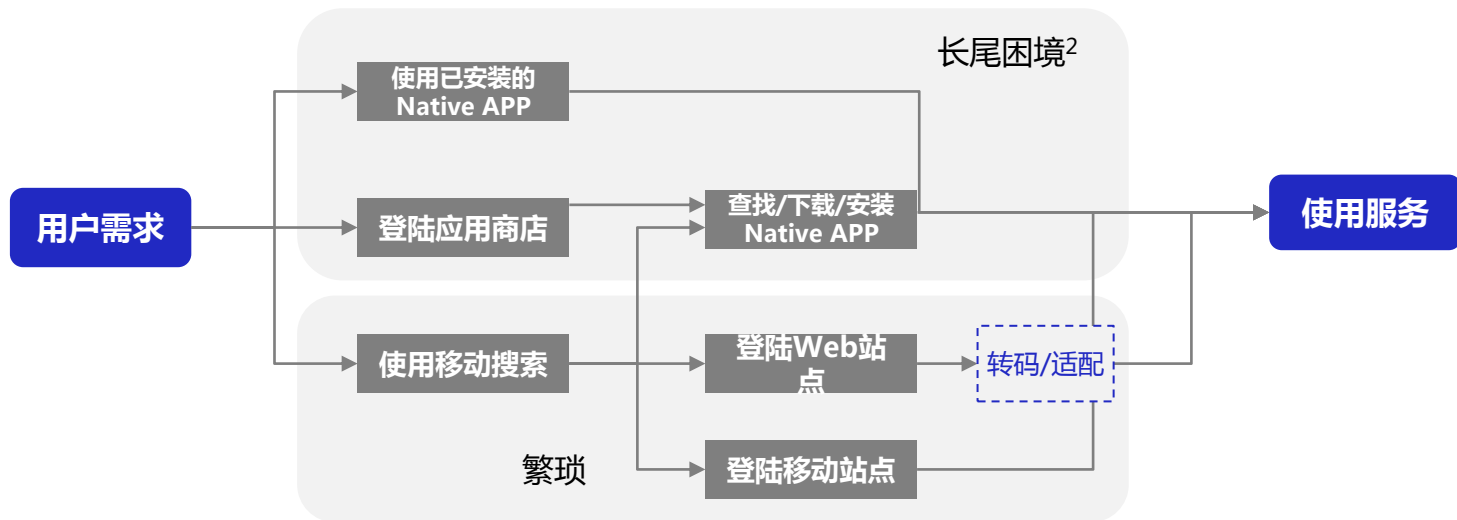 长尾困境²
使用已安装的
Native APP
用户需求
登陆应用商店
查找/下载/安装
Native APP
使用服务
使用移动搜索
登陆Web站
点
转码/适配
繁琐
登陆移动站点